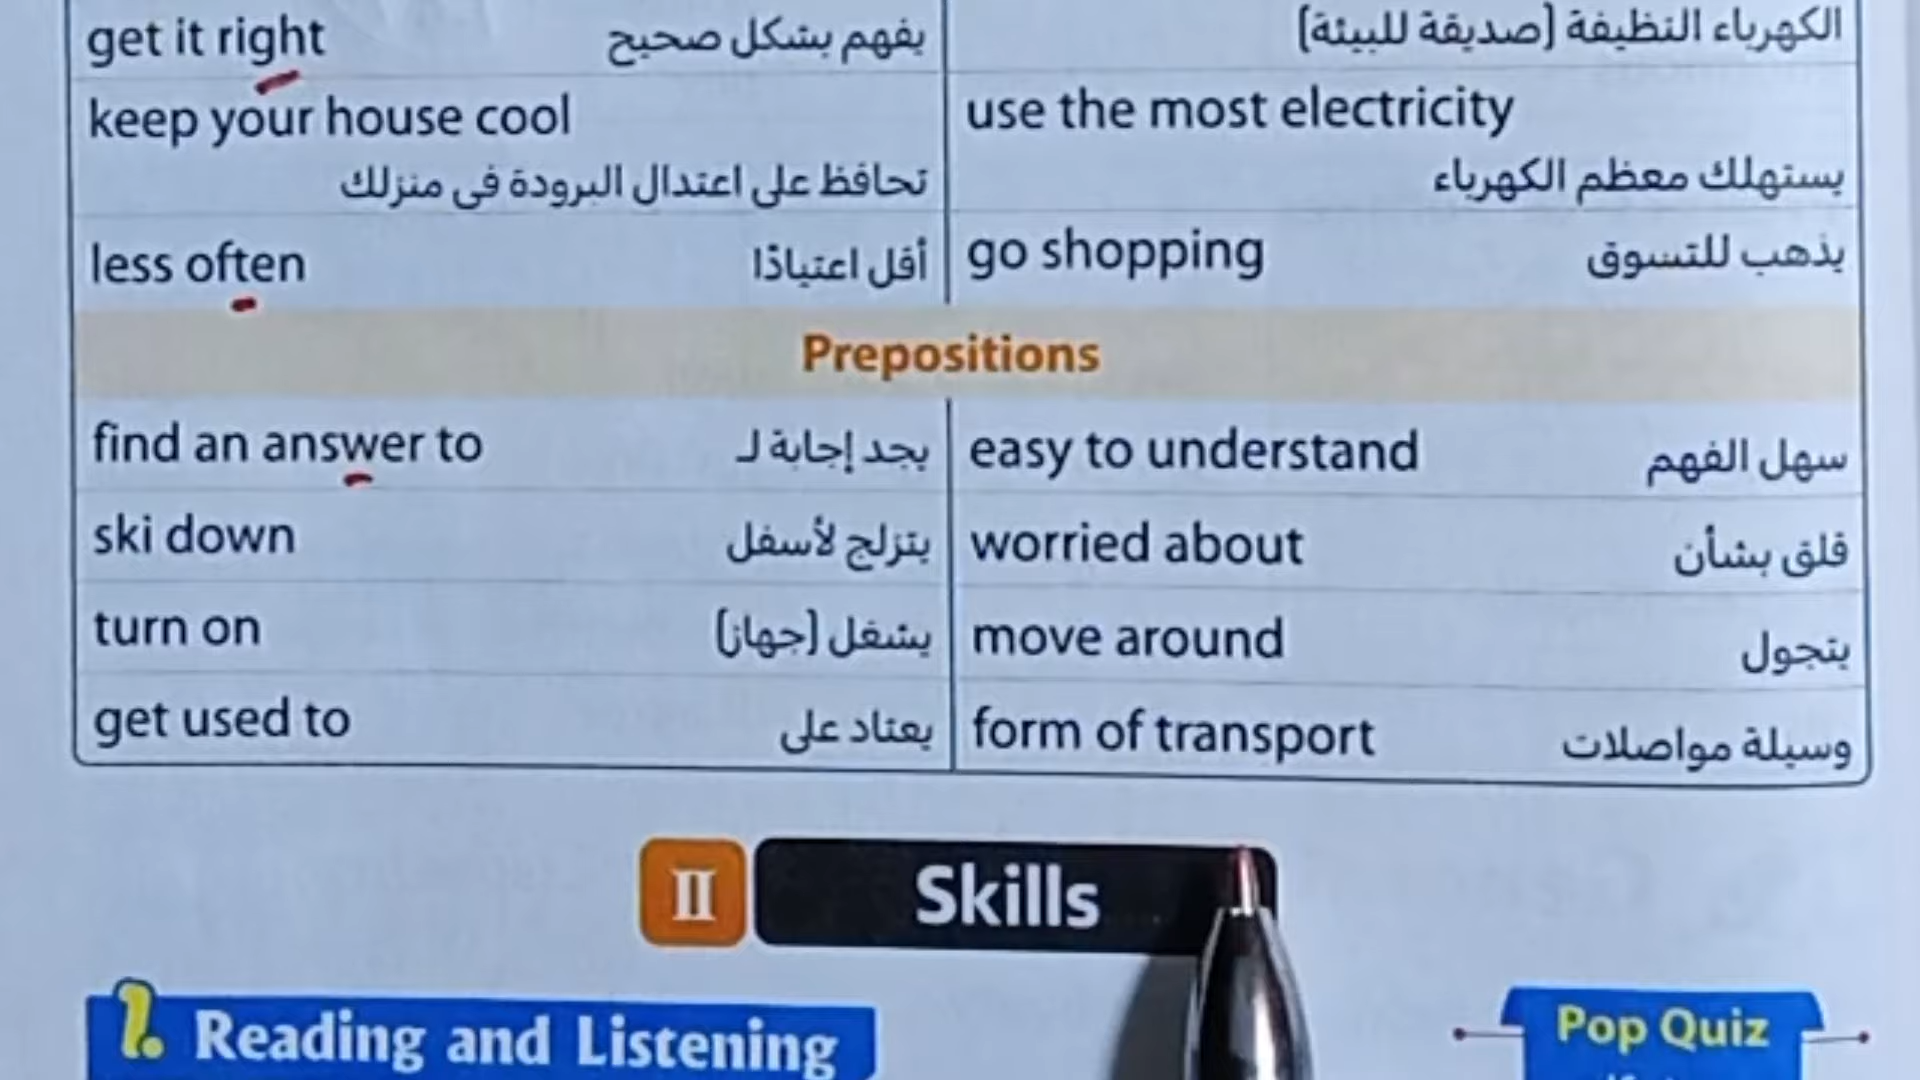 get it right يفهم بشكل صحيح
الكهرباء النظيفة (صديقة للبيئة)
keep your house cool
تحافظ على اعتدال البرودة فى منزلك
use the most electricity
يستهلك معظم الكهرباء
less often أقل اعتيادًا
go shopping يذهب للتسوق
Prepositions
find an answer to يجد إجابة لـ
easy to understand سهل الفهم
ski down يتزلج لأسفل
worried about قلق بشأن
turn on يشغل (جهاز)
move around يتجول
get used to يعتاد على
form of transport وسيلة مواصلات
II Skills
1. Reading and Listening
Pop Quiz